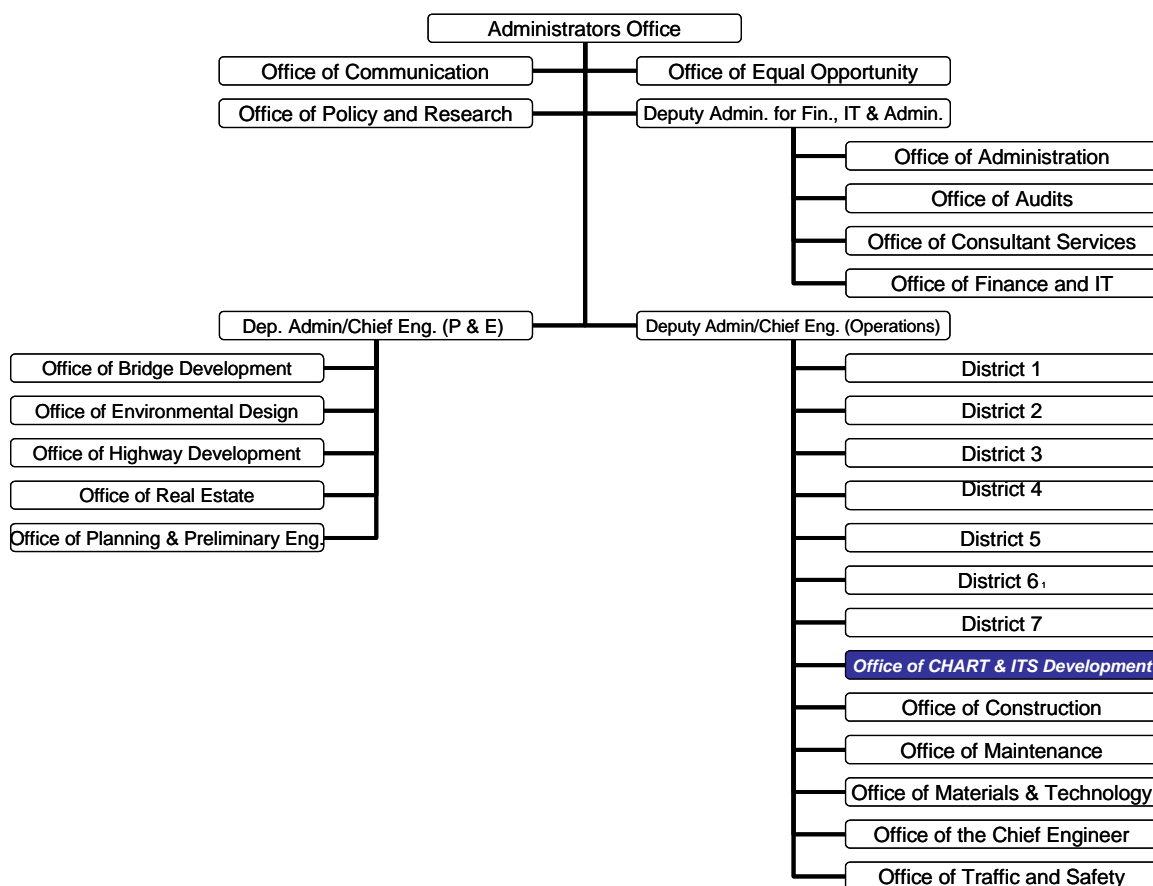 Administrators Office
Office of Communication
Office of Equal Opportunity
Office of Policy and Research
Deputy Admin. for Fin., IT & Admin.
Office of Administration
Office of Audits
Office of Consultant Services
Office of Finance and IT
Dep. Admin/Chief Eng. (P & E)
Deputy Admin/Chief Eng. (Operations)
Office of Bridge Development
Office of Environmental Design
Office of Highway Development
Office of Real Estate
Office of Planning & Preliminary Eng.
District 1
District 2
District 3
District 4
District 5
District 6 1
District 7
Office of CHART & ITS Development
Office of Construction
Office of Maintenance
Office of Materials & Technology
Office of the Chief Engineer
Office of Traffic and Safety